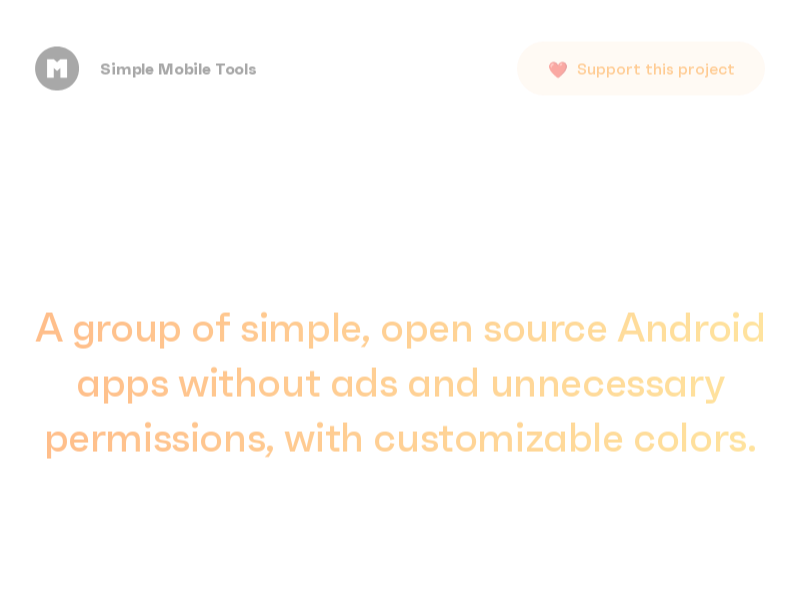 Simple Mobile Tools
❤️ Support this project
A group of simple, open source Android
apps without ads and unnecessary
permissions, with customizable colors.